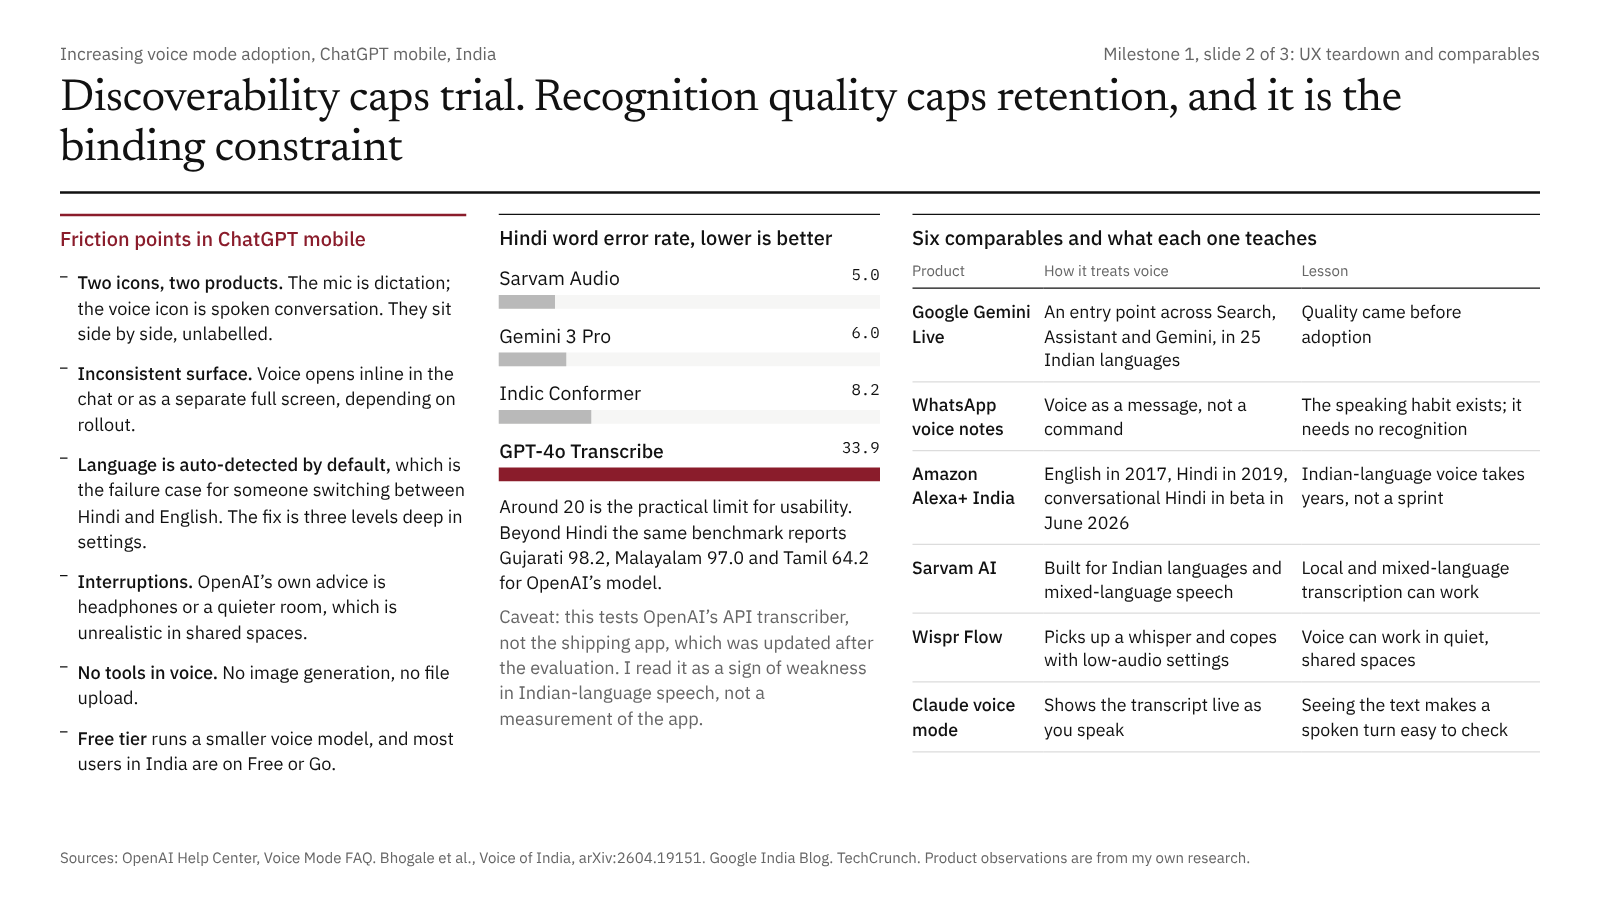 Increasing voice mode adoption, ChatGPT mobile, India
Milestone 1, slide 2 of 3: UX teardown and comparables
Discoverability caps trial. Recognition quality caps retention, and it is the
binding constraint
Friction points in ChatGPT mobile
– Two icons, two products. The mic is dictation;
the voice icon is spoken conversation. They sit
side by side, unlabelled.
– Inconsistent surface. Voice opens inline in the
chat or as a separate full screen, depending on
rollout.
– Language is auto-detected by default, which is
the failure case for someone switching between
Hindi and English. The fix is three levels deep in
settings.
– Interruptions. OpenAI’s own advice is
headphones or a quieter room, which is
unrealistic in shared spaces.
– No tools in voice. No image generation, no file
upload.
– Free tier runs a smaller voice model, and most
users in India are on Free or Go.
Hindi word error rate, lower is better
Sarvam Audio 5.0
Gemini 3 Pro 6.0
Indic Conformer 8.2
GPT-4o Transcribe 33.9
Around 20 is the practical limit for usability.
Beyond Hindi the same benchmark reports
Gujarati 98.2, Malayalam 97.0 and Tamil 64.2
for OpenAI’s model.
Caveat: this tests OpenAI’s API transcriber,
not the shipping app, which was updated after
the evaluation. I read it as a sign of weakness
in Indian-language speech, not a
measurement of the app.
Six comparables and what each one teaches
Product How it treats voice Lesson
Google Gemini An entry point across Search, Quality came before
Live Assistant and Gemini, in 25 adoption
Indian languages
WhatsApp Voice as a message, not a The speaking habit exists; it
voice notes command needs no recognition
Amazon English in 2017, Hindi in 2019, Indian-language voice takes
Alexa+ India conversational Hindi in beta in years, not a sprint
June 2026
Sarvam AI Built for Indian languages and Local and mixed-language
mixed-language speech transcription can work
Wispr Flow Picks up a whisper and copes Voice can work in quiet,
with low-audio settings shared spaces
Claude voice Shows the transcript live as Seeing the text makes a
mode you speak spoken turn easy to check
Sources: OpenAI Help Center, Voice Mode FAQ. Bhogale et al., Voice of India, arXiv:2604.19151. Google India Blog. TechCrunch. Product observations are from my own research.